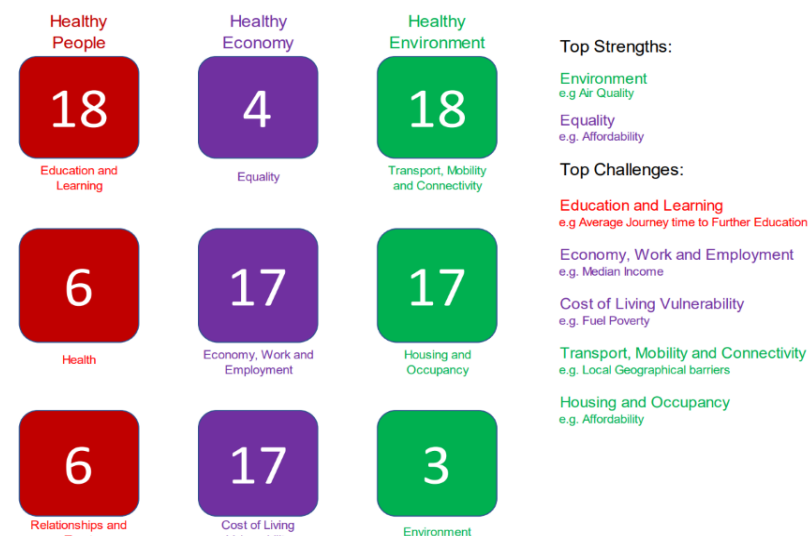 Healthy
People
Healthy
Economy
Healthy
Environment
18
4
18
Education and
Learning
Equality
Transport, Mobility
and Connectivity
6
17
17
Health
Economy, Work and
Employment
Housing and
Occupancy
6
17
3
Relationships and
Cost of Living
Environment
Top Strengths:
Environment
e.g Air Quality
Equality
e.g. Affordability
Top Challenges:
Education and Learning
e.g Average Journey time to Further Education
Economy, Work and Employment
e.g. Median Income
Cost of Living Vulnerability
e.g. Fuel Poverty
Transport, Mobility and Connectivity
e.g. Local Geographical barriers
Housing and Occupancy
e.g. Affordability